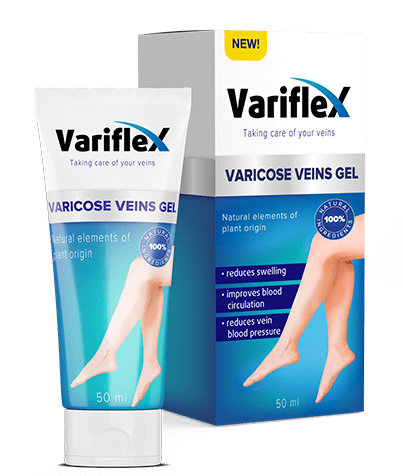 Variflex
Taking care of your veins
VARICOSE VEINS GEL
Natural elements of
plant origin
NATURAL
100%
INGREDIENTS
50 ml
NEW!
Variflex
Taking care of your veins
VARICOSE VEINS GEL
Natural elements of
plant origin
NATURAL
100%
INGREDIENTS
• reduces swelling
• improves blood
circulation
• reduces vein
blood pressure
50 ml